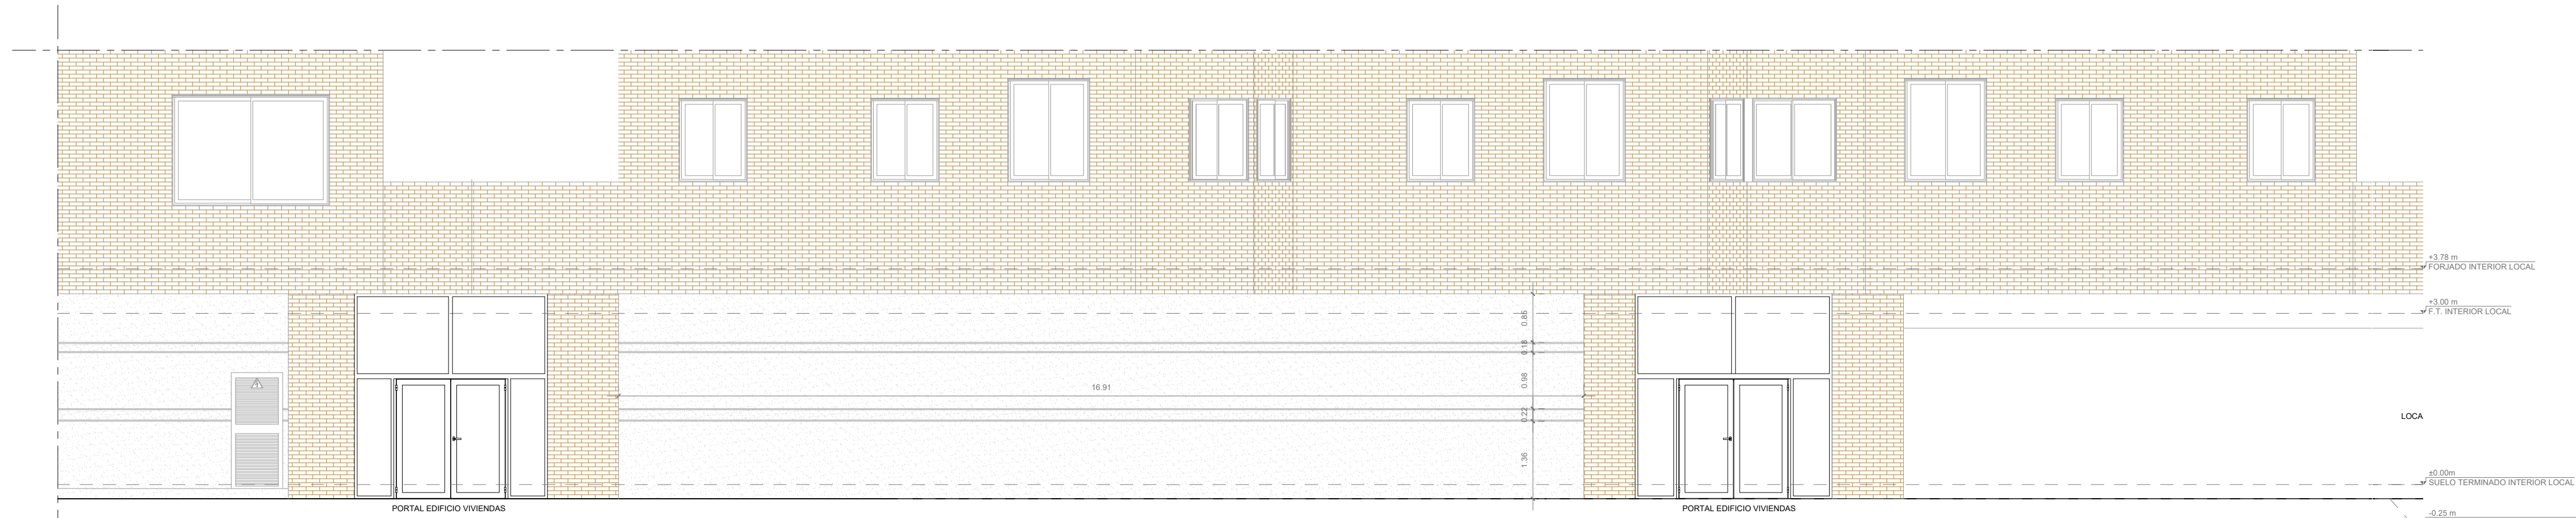 +3.78 m
FORJADO INTERIOR LOCAL
+3.00 m
F.T. INTERIOR LOCAL
0.85
0.18
0.98
16.91
0.22
LOCA
1.36
±0.00m
SUELO TERMINADO INTERIOR LOCAL
PORTAL EDIFICIO VIVIENDAS
PORTAL EDIFICIO VIVIENDAS
-0.25 m